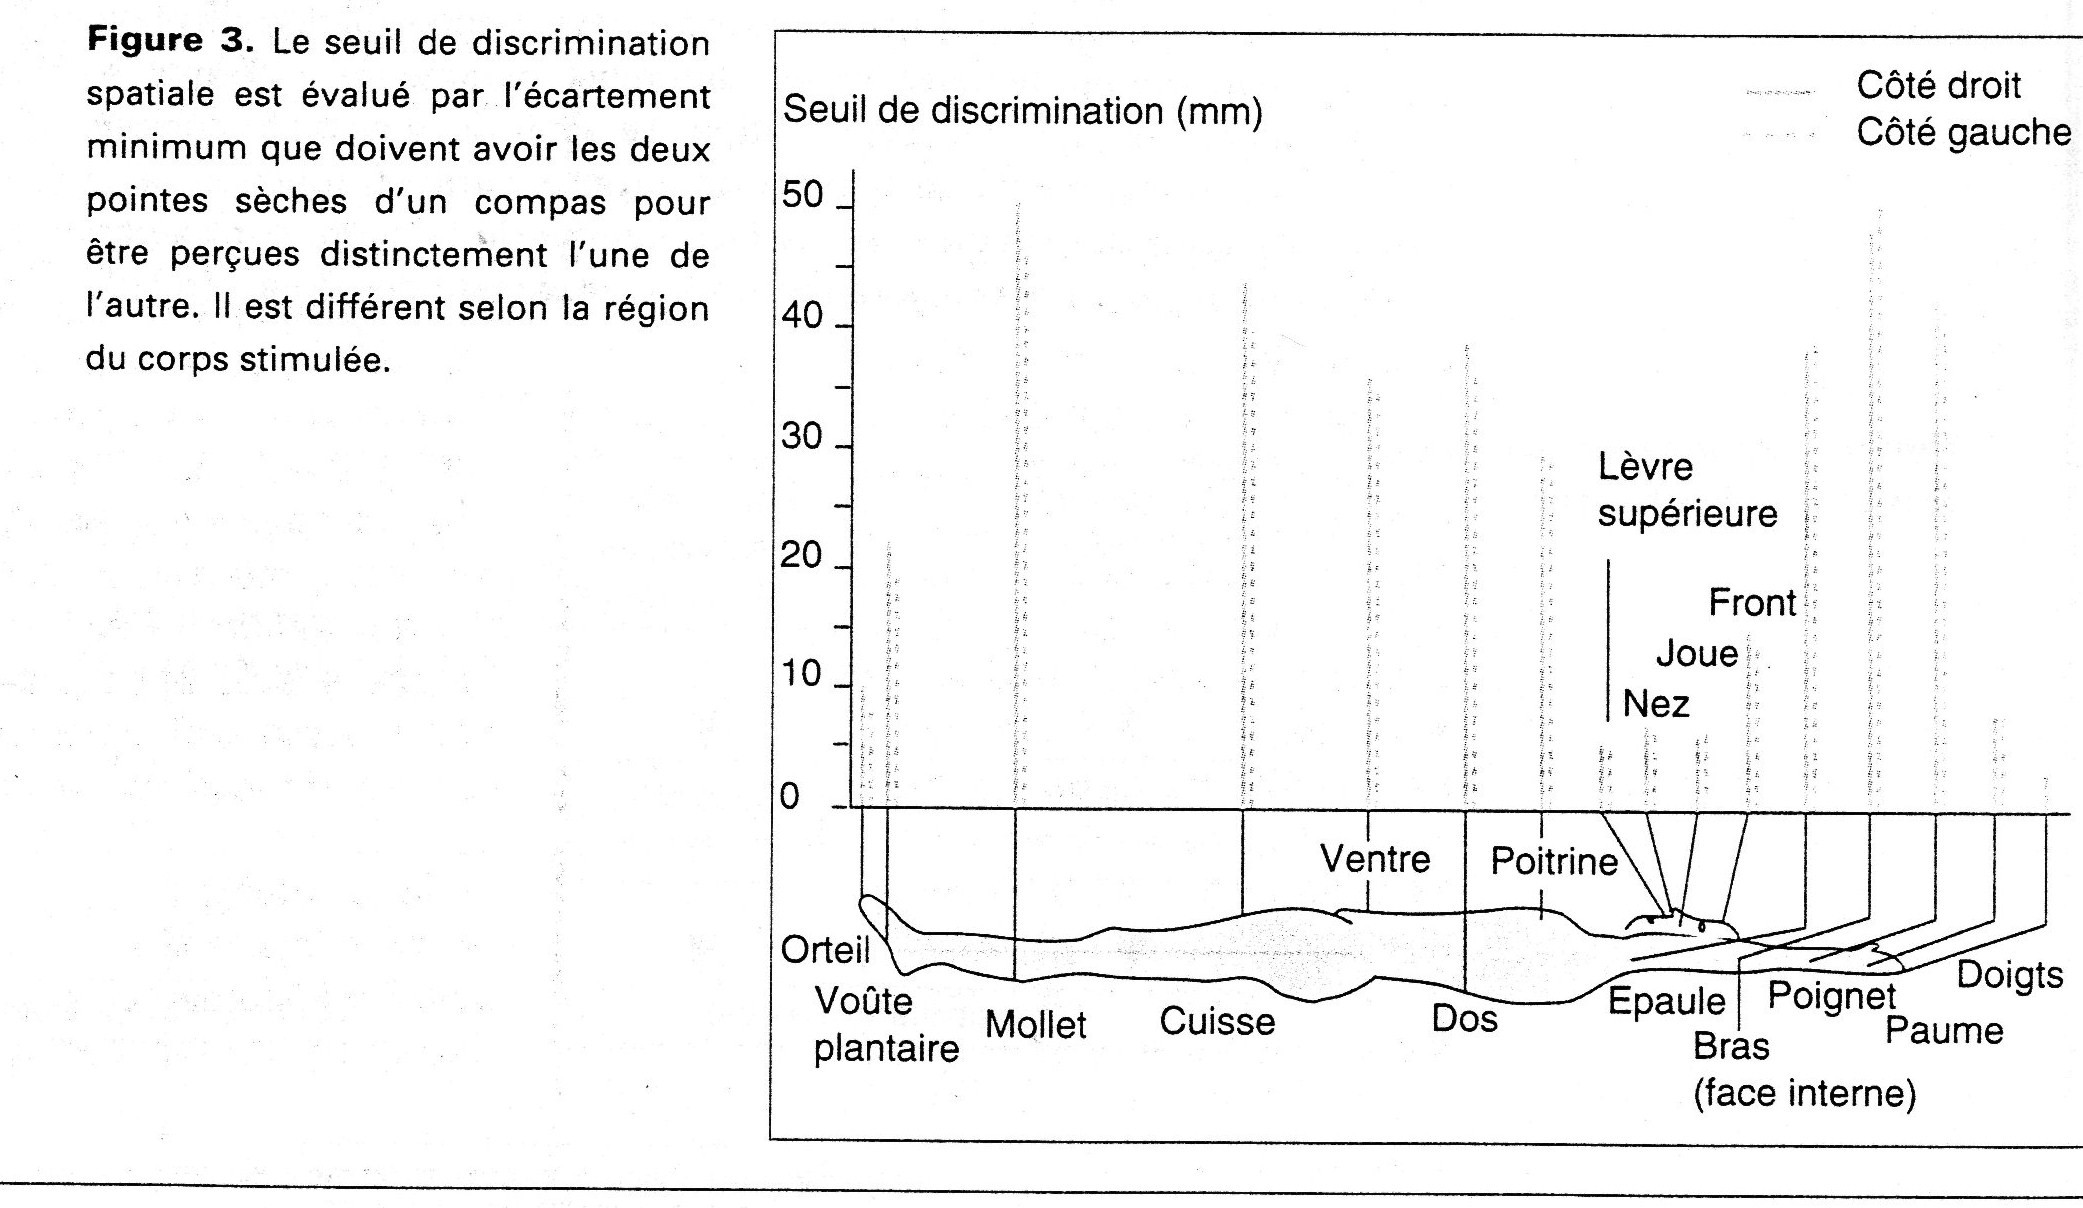 Figure 3. Le seuil de discrimination
spatiale est évalué par l'écartement
minimum que doivent avoir les deux
pointes sèches d'un compas pour
être perçues distinctement l'une de
l'autre. Il est différent selon la région
du corps stimulée.
Côté droit
Côté gauche
Seuil de discrimination (mm)
50
40
30
20
10
0
Lèvre
supérieure
Front
Joue
Nez
Ventre
Poitrine
Orteil
Voûte
plantaire
Mollet
Cuisse
Dos
Epaule
Bras
(face interne)
Poignet
Paume
Doigts